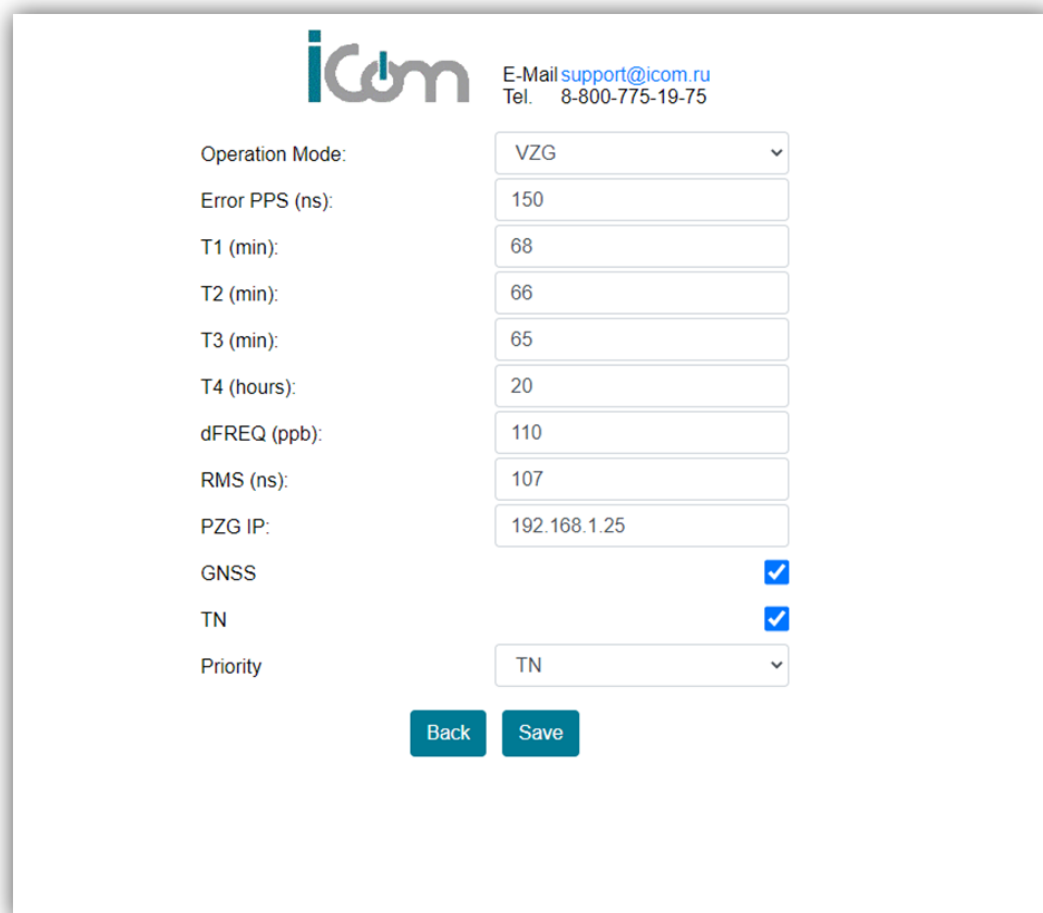 iCom
E-Mail support@icom.ru
Tel. 8-800-775-19-75
Operation Mode: VZG
Error PPS (ns): 150
T1 (min): 68
T2 (min): 66
T3 (min): 65
T4 (hours): 20
dFREQ (ppb): 110
RMS (ns): 107
PZG IP: 192.168.1.25
GNSS
TN
Priority TN
Back Save